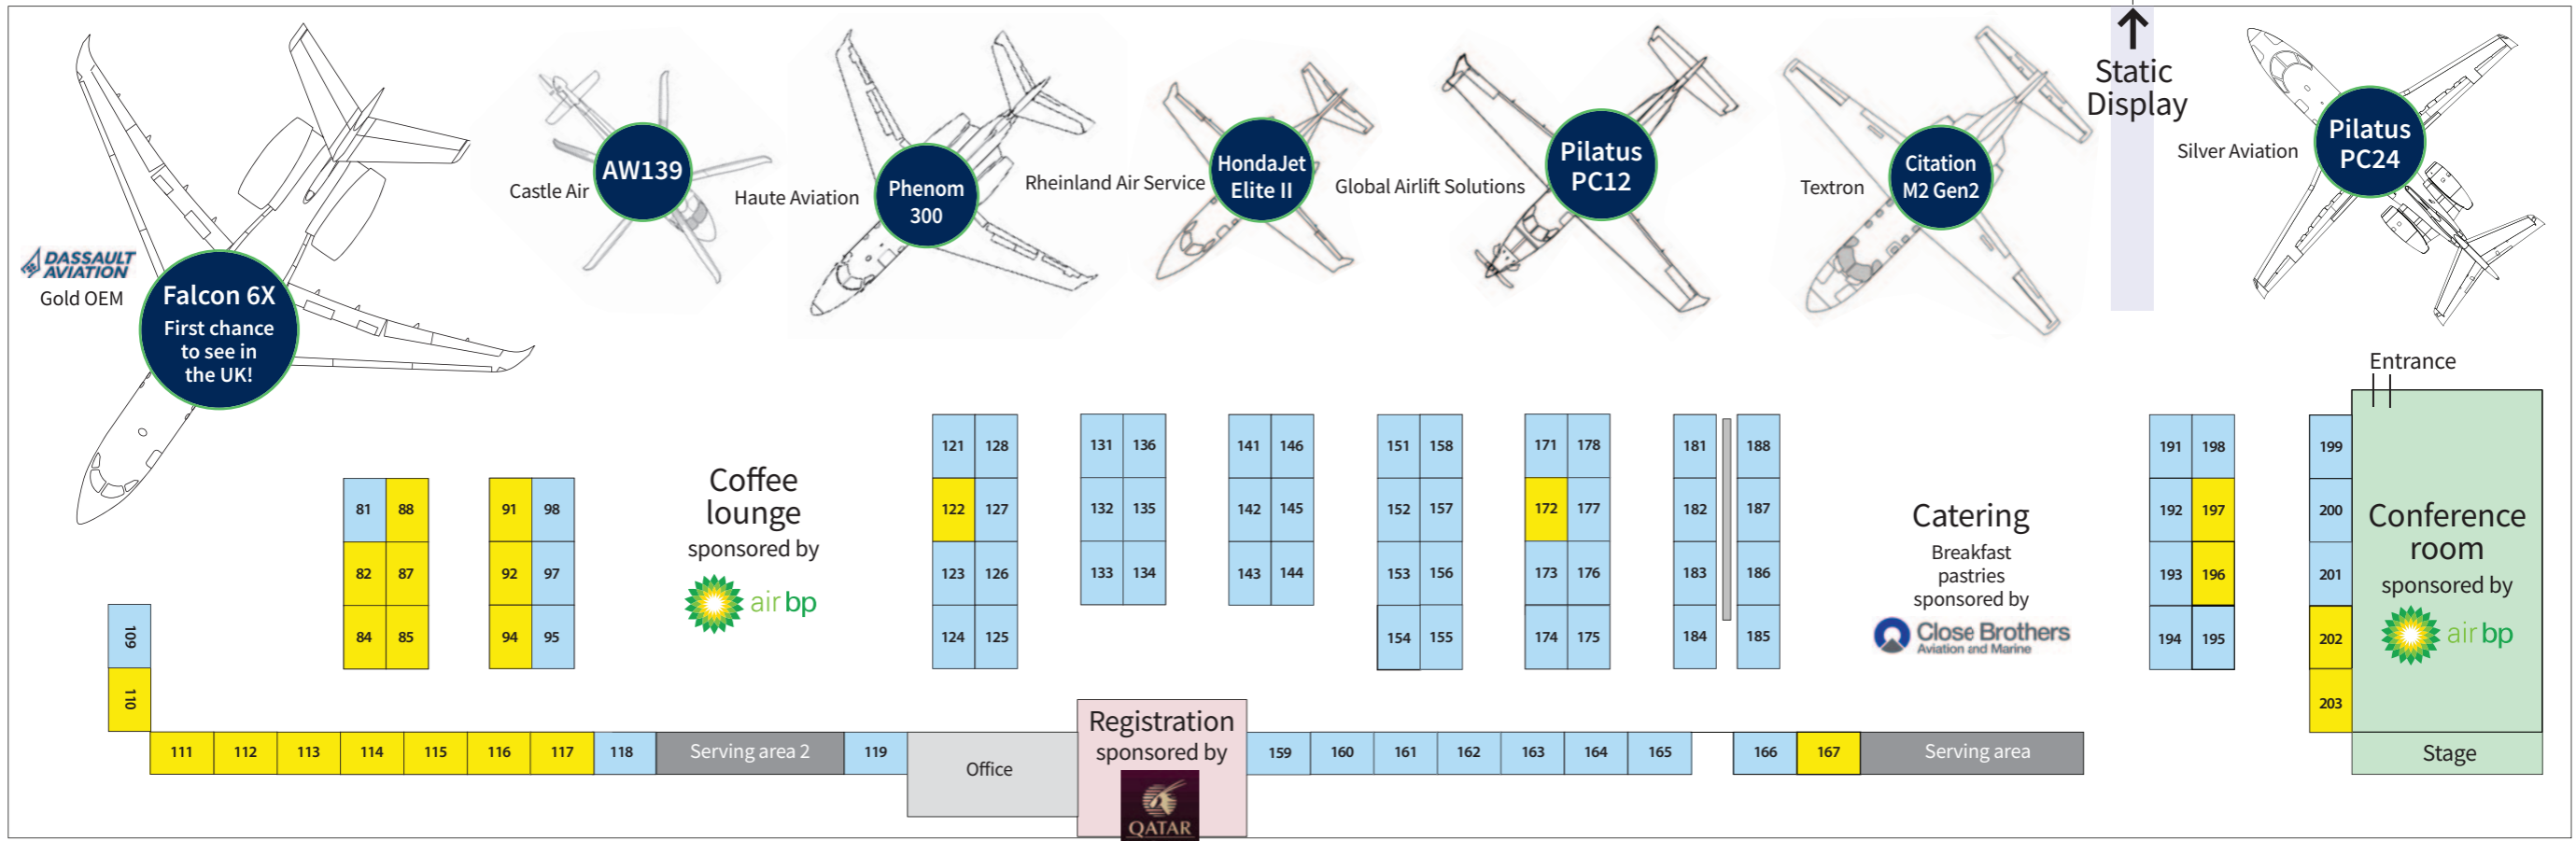 Static
Display
DASSAULT
AVIATION
Gold OEM
Falcon 6X
First chance
to see in
the UK!
Castle Air
AW139
Haute Aviation
Phenom
300
Rheinland Air Service
HondaJet
Elite II
Global Airlift Solutions
Pilatus
PC12
Textron
Citation
M2 Gen2
Silver Aviation
Pilatus
PC24
Entrance
81 88
82 87
84 85
91 98
92 97
94 95
Coffee
lounge
sponsored by
air bp
121 128
122 127
123 126
124 125
131 136
132 135
133 134
141 146
142 145
143 144
151 158
152 157
153 156
154 155
171 178
172 177
173 176
174 175
181 188
182 187
183 186
184 185
Catering
Breakfast
pastries
sponsored by
Close Brothers
Aviation and Marine
191 198
192 197
193 196
194 195
199
200
201
202
203
Conference
room
sponsored by
air bp
Stage
109
110
111 112 113 114 115 116 117 118 Serving area 2 119
Office
Registration
sponsored by
QATAR
159 160 161 162 163 164 165 166 167 Serving area